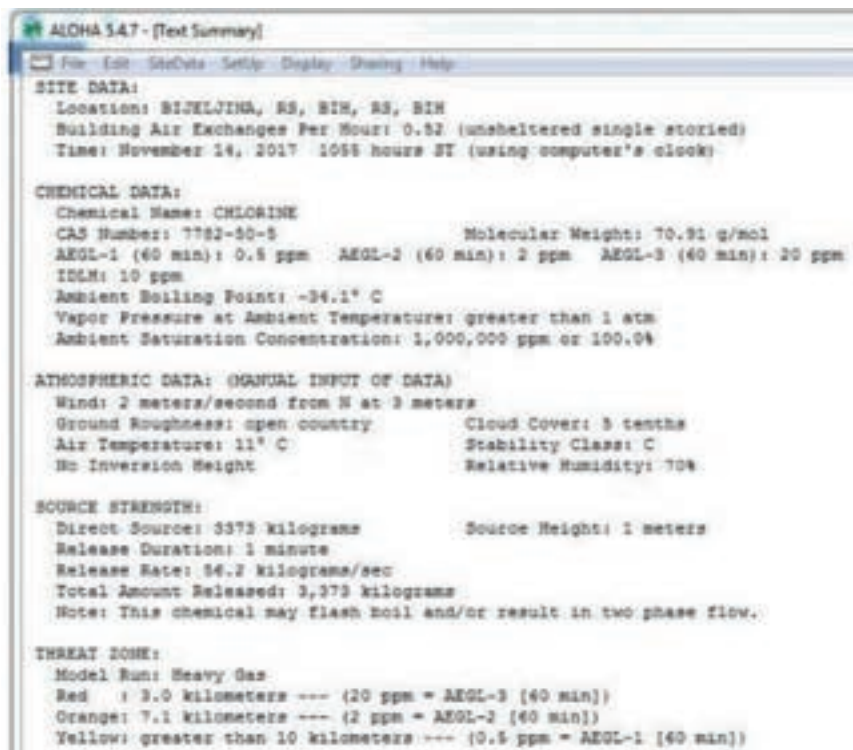 ALOHA 5.4.7 - [Text Summary]
File Edit SiteData SetUp Display Sharing Help
SITE DATA:
Location: BIJELJINA, RS, BIH, RS, BIH
Building Air Exchanges Per Hour: 0.52 (unsheltered single storied)
Time: November 14, 2017 1055 hours ST (using computer's clock)
CHEMICAL DATA:
Chemical Name: CHLORINE
CAS Number: 7782-50-5 Molecular Weight: 70.91 g/mol
AEGL-1 (60 min): 0.5 ppm AEGL-2 (60 min): 2 ppm AEGL-3 (60 min): 20 ppm
IDLH: 10 ppm
Ambient Boiling Point: -34.1° C
Vapor Pressure at Ambient Temperature: greater than 1 atm
Ambient Saturation Concentration: 1,000,000 ppm or 100.0%
ATMOSPHERIC DATA: (MANUAL INPUT OF DATA)
Wind: 2 meters/second from N at 3 meters
Ground Roughness: open country Cloud Cover: 5 tenths
Air Temperature: 11° C Stability Class: C
No Inversion Height Relative Humidity: 70%
SOURCE STRENGTH:
Direct Source: 3373 kilograms Source Height: 1 meters
Release Duration: 1 minute
Release Rate: 56.2 kilograms/sec
Total Amount Released: 3,373 kilograms
Note: This chemical may flash boil and/or result in two phase flow.
THREAT ZONE:
Model Run: Heavy Gas
Red : 3.0 kilometers --- (20 ppm = AEGL-3 [60 min])
Orange: 7.1 kilometers --- (2 ppm = AEGL-2 [60 min])
Yellow: greater than 10 kilometers --- (0.5 ppm = AEGL-1 [60 min])